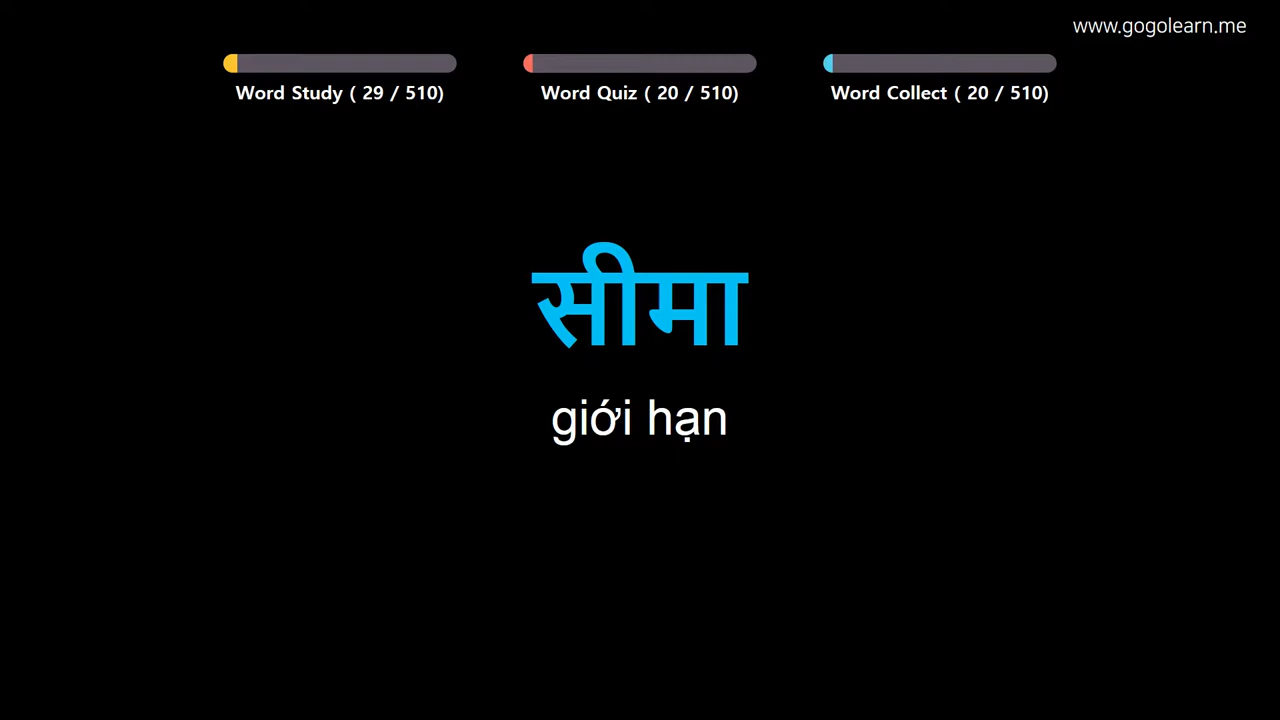 www.gogolearn.me
Word Study ( 29 / 510)
Word Quiz ( 20 / 510)
Word Collect ( 20 / 510)
सीमा
giới hạn